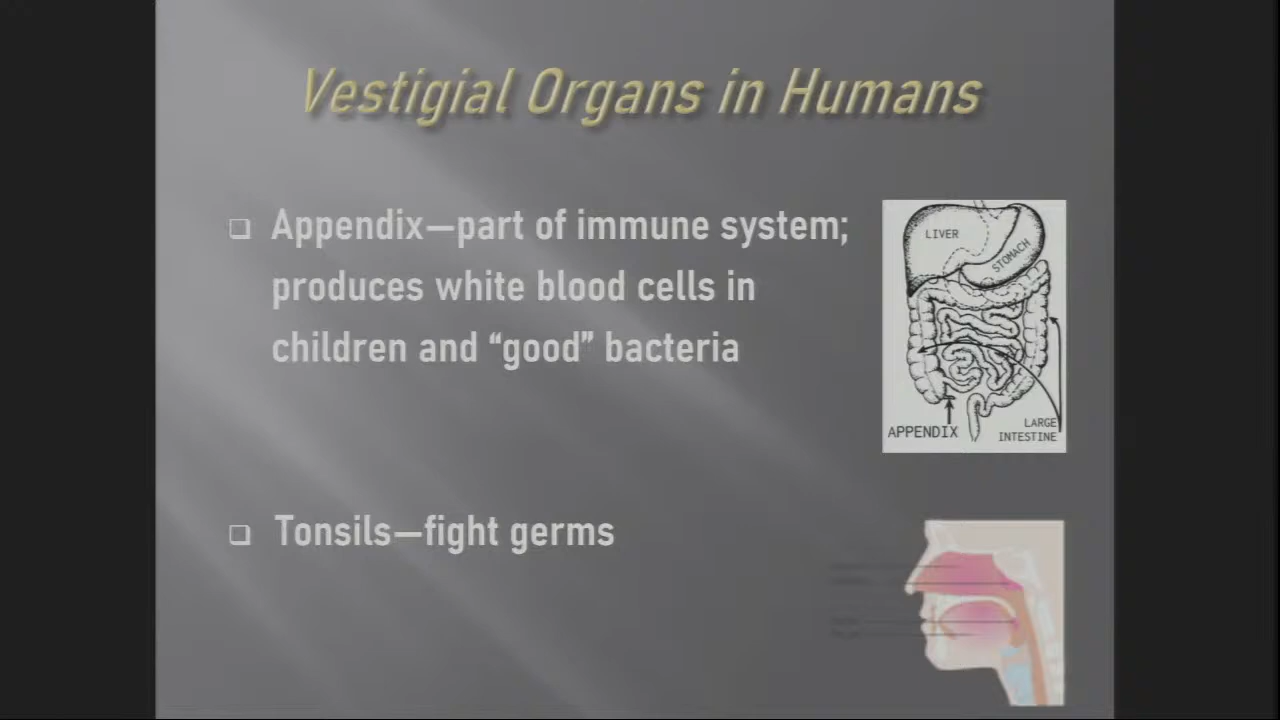 Vestigial Organs in Humans
Appendix—part of immune system;
produces white blood cells in
children and “good” bacteria
LIVER
STOMACH
APPENDIX
LARGE
INTESTINE
Tonsils—fight germs